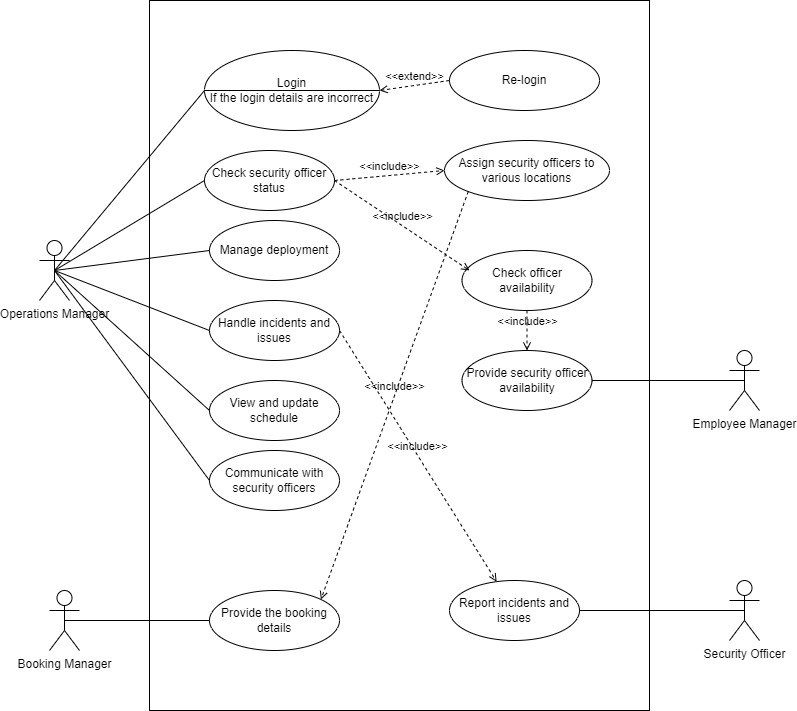 Login
If the login details are incorrect
<<extend>>
Re-login
Check security officer
status
<<include>>
Assign security officers to
various locations
<<include>>
Manage deployment
Check officer
availability
Operations Manager
Handle incidents and
issues
<<include>>
Provide security officer
availability
<<include>>
View and update
schedule
Employee Manager
<<include>>
Communicate with
security officers
Provide the booking
details
Report incidents and
issues
Booking Manager
Security Officer